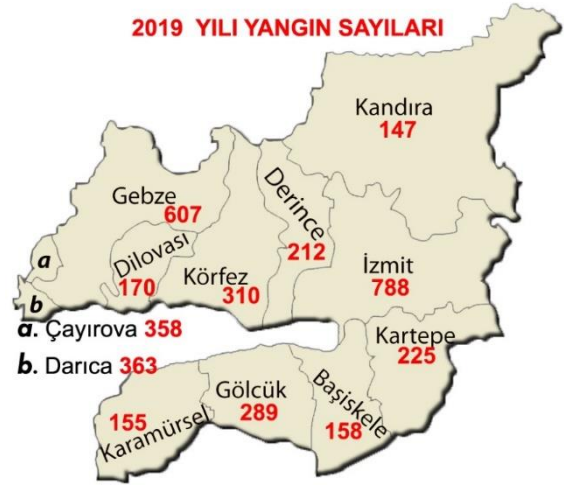 2019 YILI YANGIN SAYILARI
Kandıra
147
Gebze
607
Derince
212
Dilovası
170
Körfez
310
İzmit
788
a
b
a. Çayırova 358
b. Darıca 363
Kartepe
225
Başiskele
158
Gölcük
289
155
Karamürsel